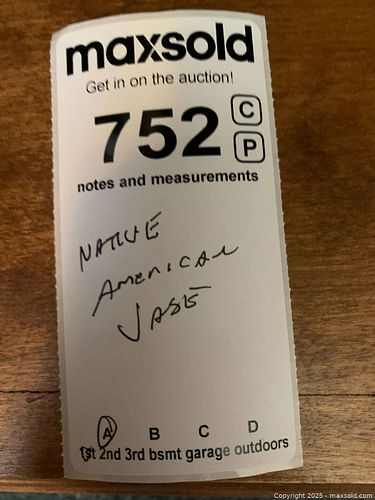 maxsold
Get in on the auction!
752 C
P
notes and measurements
NATIVE
AMERICAN
VASE
A B C D
1st 2nd 3rd bsmt garage outdoors
Copyright 2025 - maxsold.com